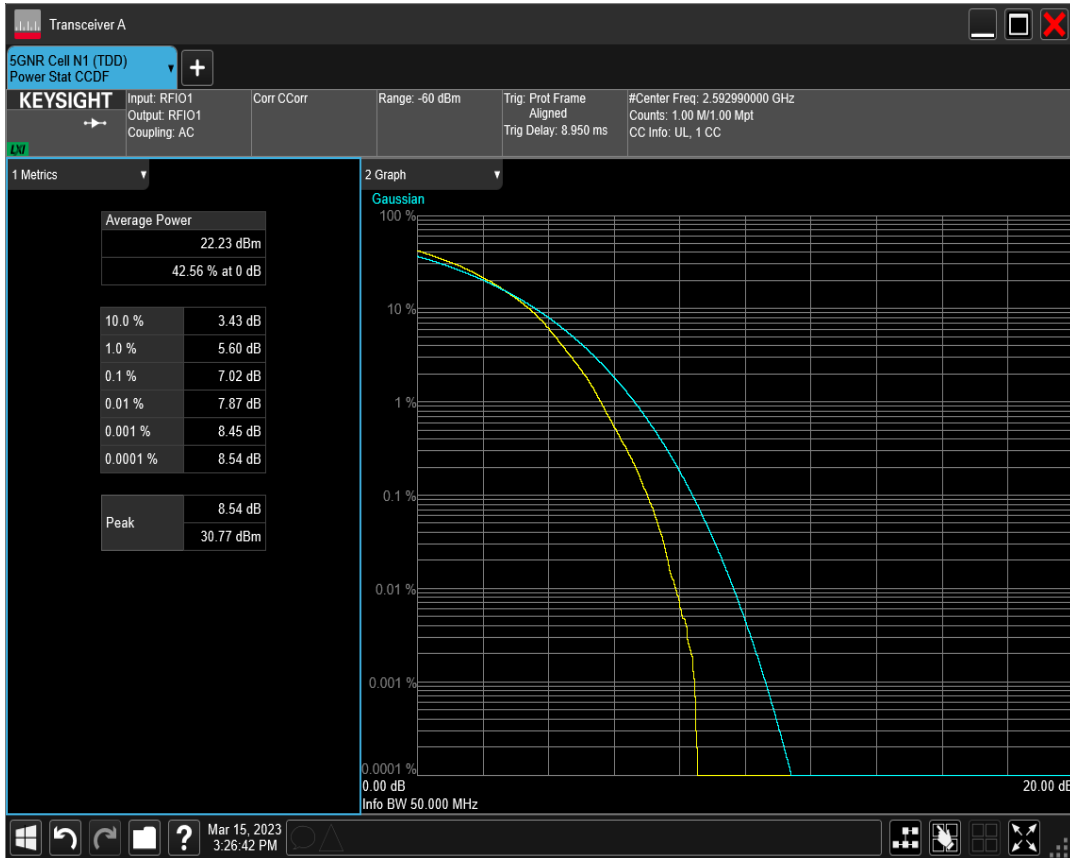 Transceiver A
5GNR Cell N1 (TDD)
Power Stat CCDF
+
KEYSIGHT
LXI
Input: RFIO1
Output: RFIO1
Coupling: AC
Corr CCorr
Range: -60 dBm
Trig: Prot Frame
Aligned
Trig Delay: 8.950 ms
#Center Freq: 2.592990000 GHz
Counts: 1.00 M/1.00 Mpt
CC Info: UL, 1 CC
1 Metrics
Average Power
22.23 dBm
42.56 % at 0 dB
10.0 % 3.43 dB
1.0 % 5.60 dB
0.1 % 7.02 dB
0.01 % 7.87 dB
0.001 % 8.45 dB
0.0001 % 8.54 dB
Peak
8.54 dB
30.77 dBm
2 Graph
Gaussian
100 %
10 %
1 %
0.1 %
0.01 %
0.001 %
0.0001 %
0.00 dB 20.00 dB
Info BW 50.000 MHz
?
Mar 15, 2023
3:26:42 PM